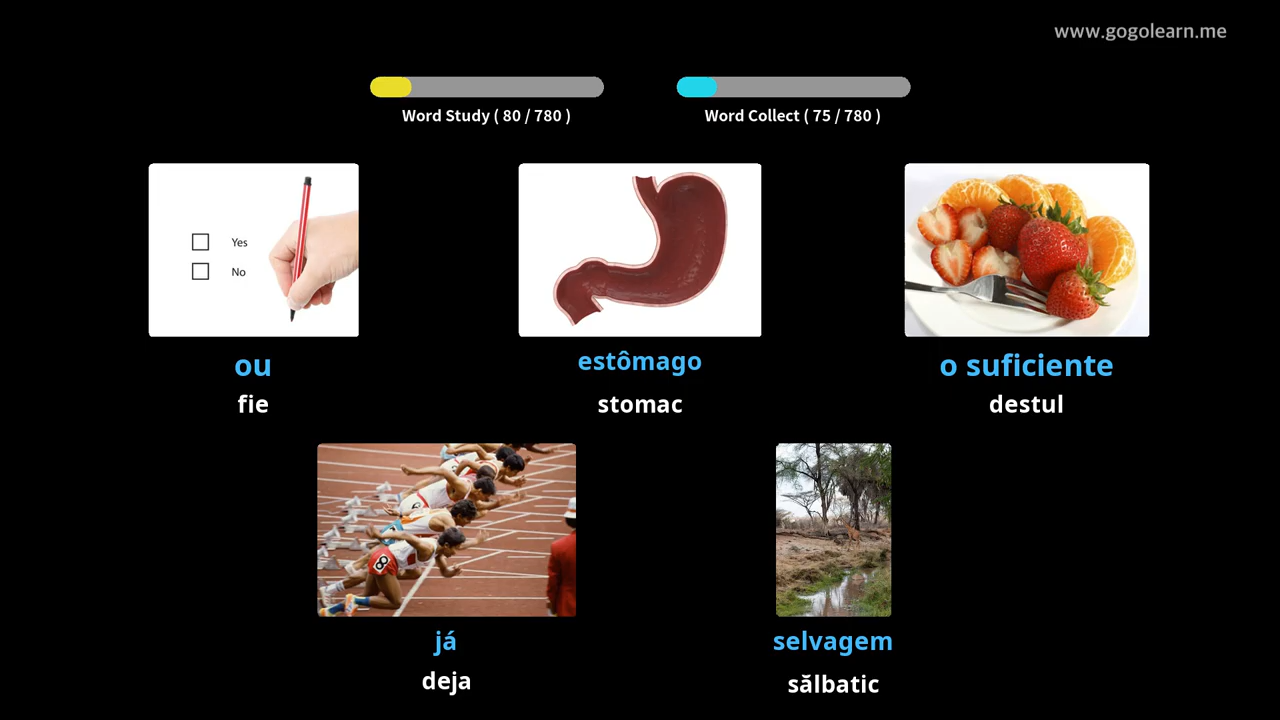 www.gogolearn.me
Word Study ( 80 / 780 )
Word Collect ( 75 / 780 )
Yes
No
ou
fie
estômago
stomac
o suficiente
destul
8
já
deja
selvagem
sălbatic